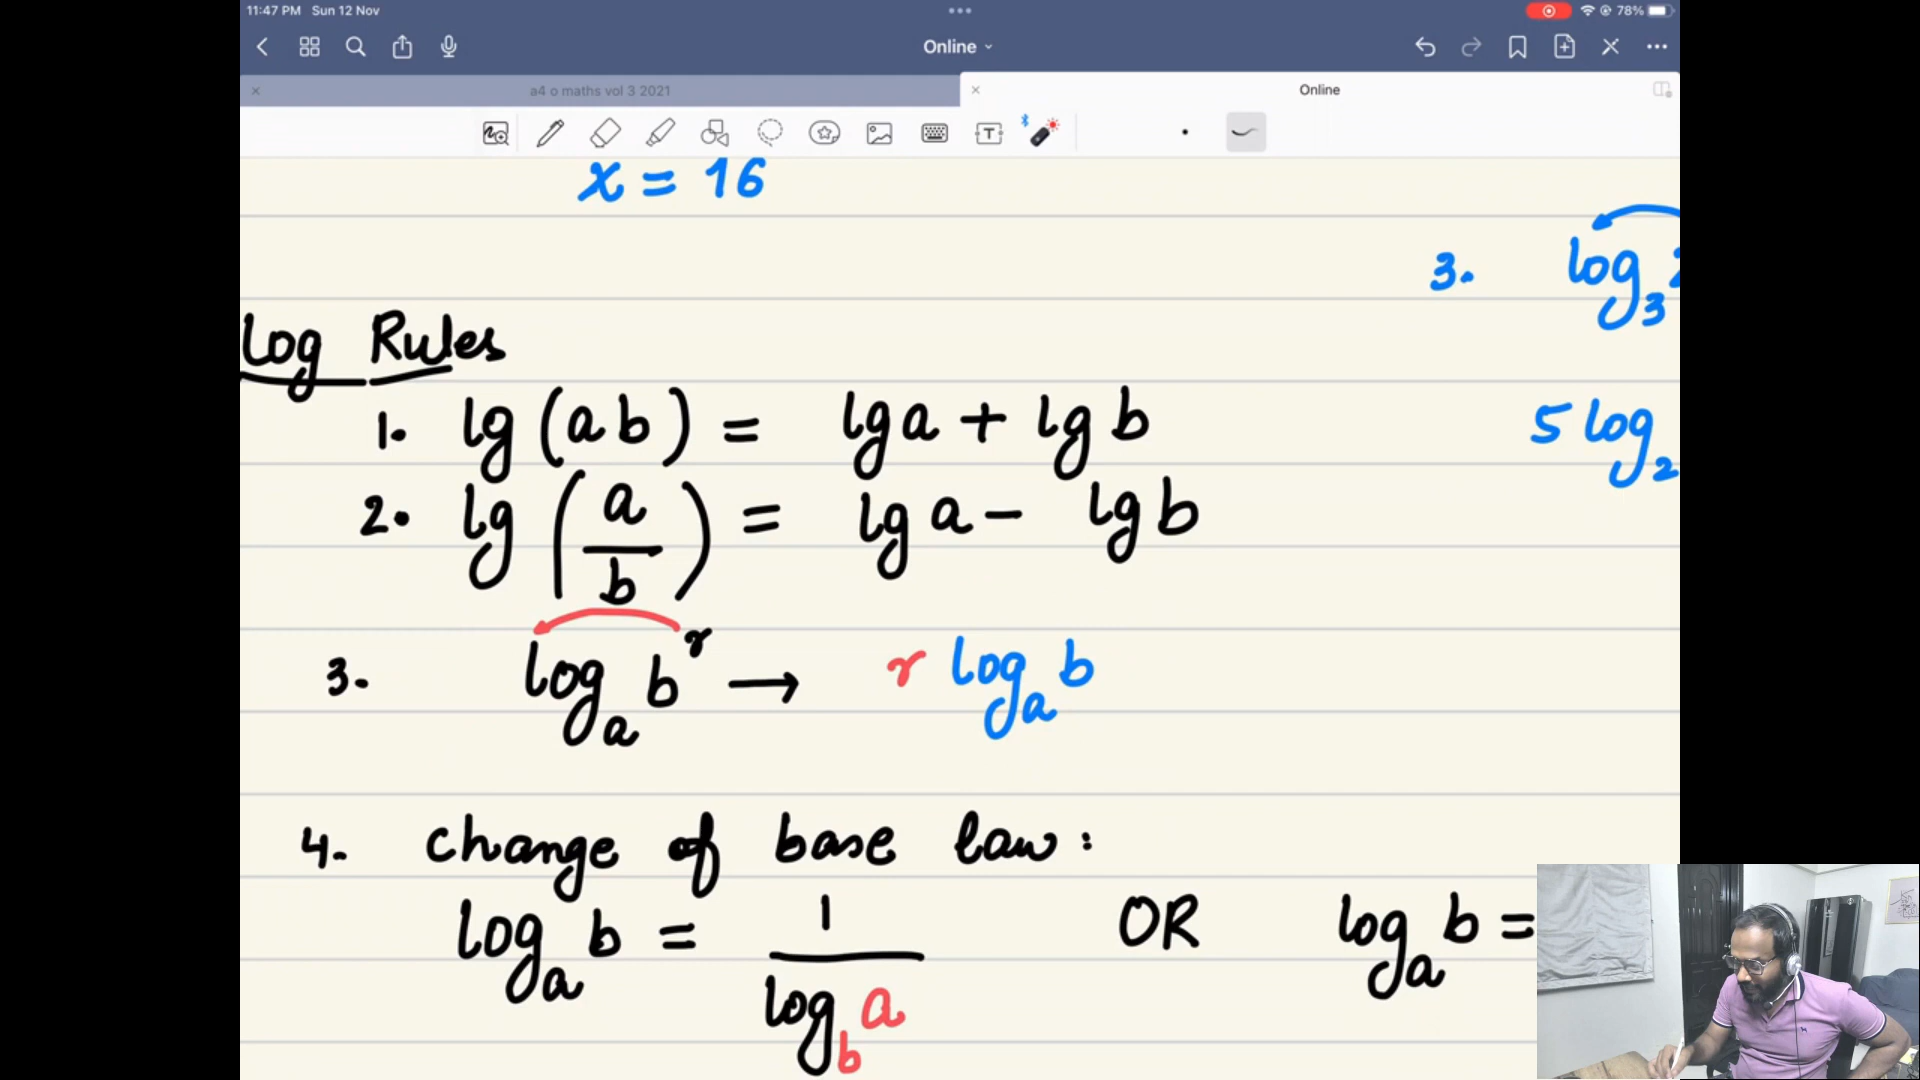 11:47 PM Sun 12 Nov 78%
Online
a4 o maths vol 3 2021 Online
x = 16
3. log₃
Log Rules
1. lg (ab) = lg a + lg b
5 log₂
2. lg (a/b) = lg a - lg b
3. logₐ bʳ → r logₐ b
4. change of base law:
logₐ b = 1/log_b a OR logₐ b =